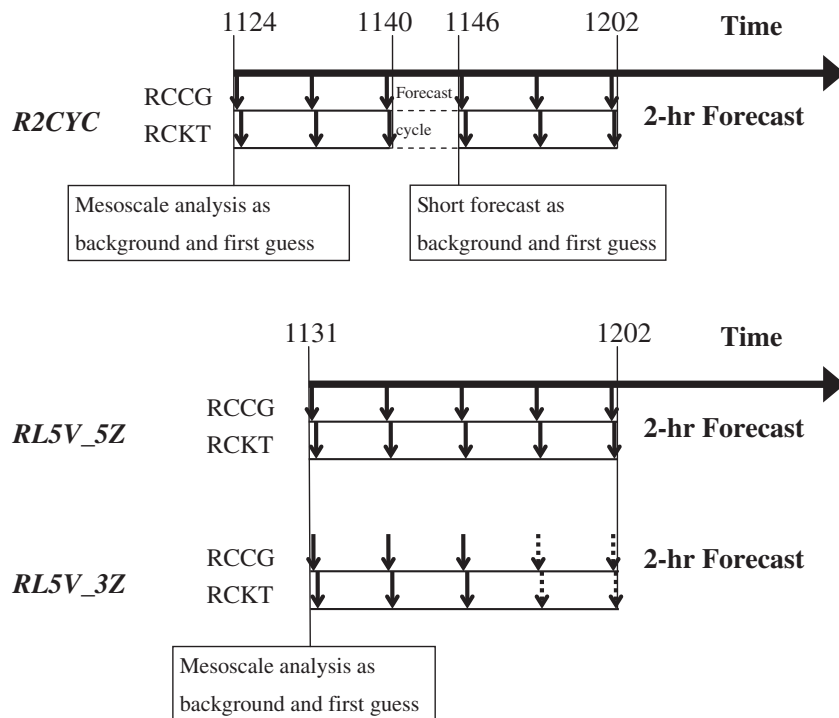 1124 1140 1146 1202 Time
RCCG Forecast
R2CYC 2-hr Forecast
RCKT cycle
Mesoscale analysis as
background and first guess
Short forecast as
background and first guess
1131 1202 Time
RCCG
RL5V_5Z 2-hr Forecast
RCKT
RCCG 2-hr Forecast
RL5V_3Z
RCKT
Mesoscale analysis as
background and first guess